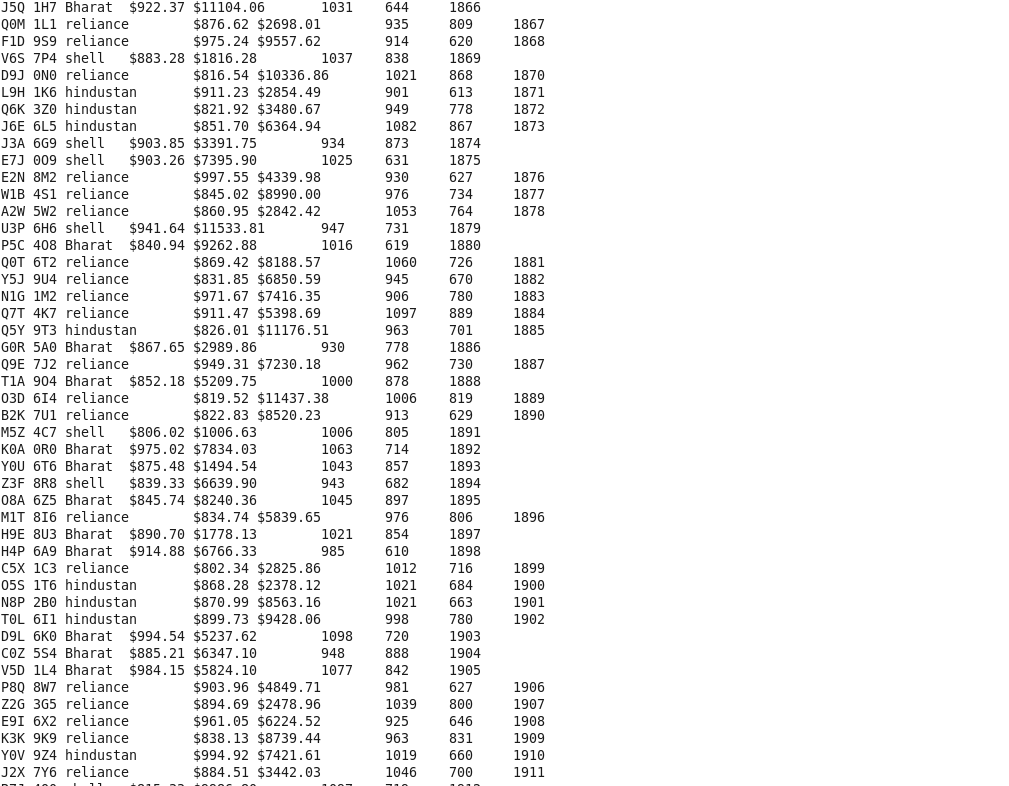 J5Q 1H7 Bharat $922.37 $11104.06 1031 644 1866
Q0M 1L1 reliance $876.62 $2698.01 935 809 1867
F1D 9S9 reliance $975.24 $9557.62 914 620 1868
V6S 7P4 shell $883.28 $1816.28 1037 838 1869
D9J 0N0 reliance $816.54 $10336.86 1021 868 1870
L9H 1K6 hindustan $911.23 $2854.49 901 613 1871
Q6K 3Z0 hindustan $821.92 $3480.67 949 778 1872
J6E 6L5 hindustan $851.70 $6364.94 1082 867 1873
J3A 6G9 shell $903.85 $3391.75 934 873 1874
E7J 0O9 shell $903.26 $7395.90 1025 631 1875
E2N 8M2 reliance $997.55 $4339.98 930 627 1876
W1B 4S1 reliance $845.02 $8990.00 976 734 1877
A2W 5W2 reliance $860.95 $2842.42 1053 764 1878
U3P 6H6 shell $941.64 $11533.81 947 731 1879
P5C 4O8 Bharat $840.94 $9262.88 1016 619 1880
Q0T 6T2 reliance $869.42 $8188.57 1060 726 1881
Y5J 9U4 reliance $831.85 $6850.59 945 670 1882
N1G 1M2 reliance $971.67 $7416.35 906 780 1883
Q7T 4K7 reliance $911.47 $5398.69 1097 889 1884
Q5Y 9T3 hindustan $826.01 $11176.51 963 701 1885
G0R 5A0 Bharat $867.65 $2989.86 930 778 1886
Q9E 7J2 reliance $949.31 $7230.18 962 730 1887
T1A 9O4 Bharat $852.18 $5209.75 1000 878 1888
O3D 6I4 reliance $819.52 $11437.38 1006 819 1889
B2K 7U1 reliance $822.83 $8520.23 913 629 1890
M5Z 4C7 shell $806.02 $1006.63 1006 805 1891
K0A 0R0 Bharat $975.02 $7834.03 1063 714 1892
Y0U 6T6 Bharat $875.48 $1494.54 1043 857 1893
Z3F 8R8 shell $839.33 $6639.90 943 682 1894
O8A 6Z5 Bharat $845.74 $8240.36 1045 897 1895
M1T 8I6 reliance $834.74 $5839.65 976 806 1896
H9E 8U3 Bharat $890.70 $1778.13 1021 854 1897
H4P 6A9 Bharat $914.88 $6766.33 985 610 1898
C5X 1C3 reliance $802.34 $2825.86 1012 716 1899
O5S 1T6 hindustan $868.28 $2378.12 1021 684 1900
N8P 2B0 hindustan $870.99 $8563.16 1021 663 1901
T0L 6I1 hindustan $899.73 $9428.06 998 780 1902
D9L 6K0 Bharat $994.54 $5237.62 1098 720 1903
C0Z 5S4 Bharat $885.21 $6347.10 948 888 1904
V5D 1L4 Bharat $984.15 $5824.10 1077 842 1905
P8Q 8W7 reliance $903.96 $4849.71 981 627 1906
Z2G 3G5 reliance $894.69 $2478.96 1039 800 1907
E9I 6X2 reliance $961.05 $6224.52 925 646 1908
K3K 9K9 reliance $838.13 $8739.44 963 831 1909
Y0V 9Z4 hindustan $994.92 $7421.61 1019 660 1910
J2X 7Y6 reliance $884.51 $3442.03 1046 700 1911